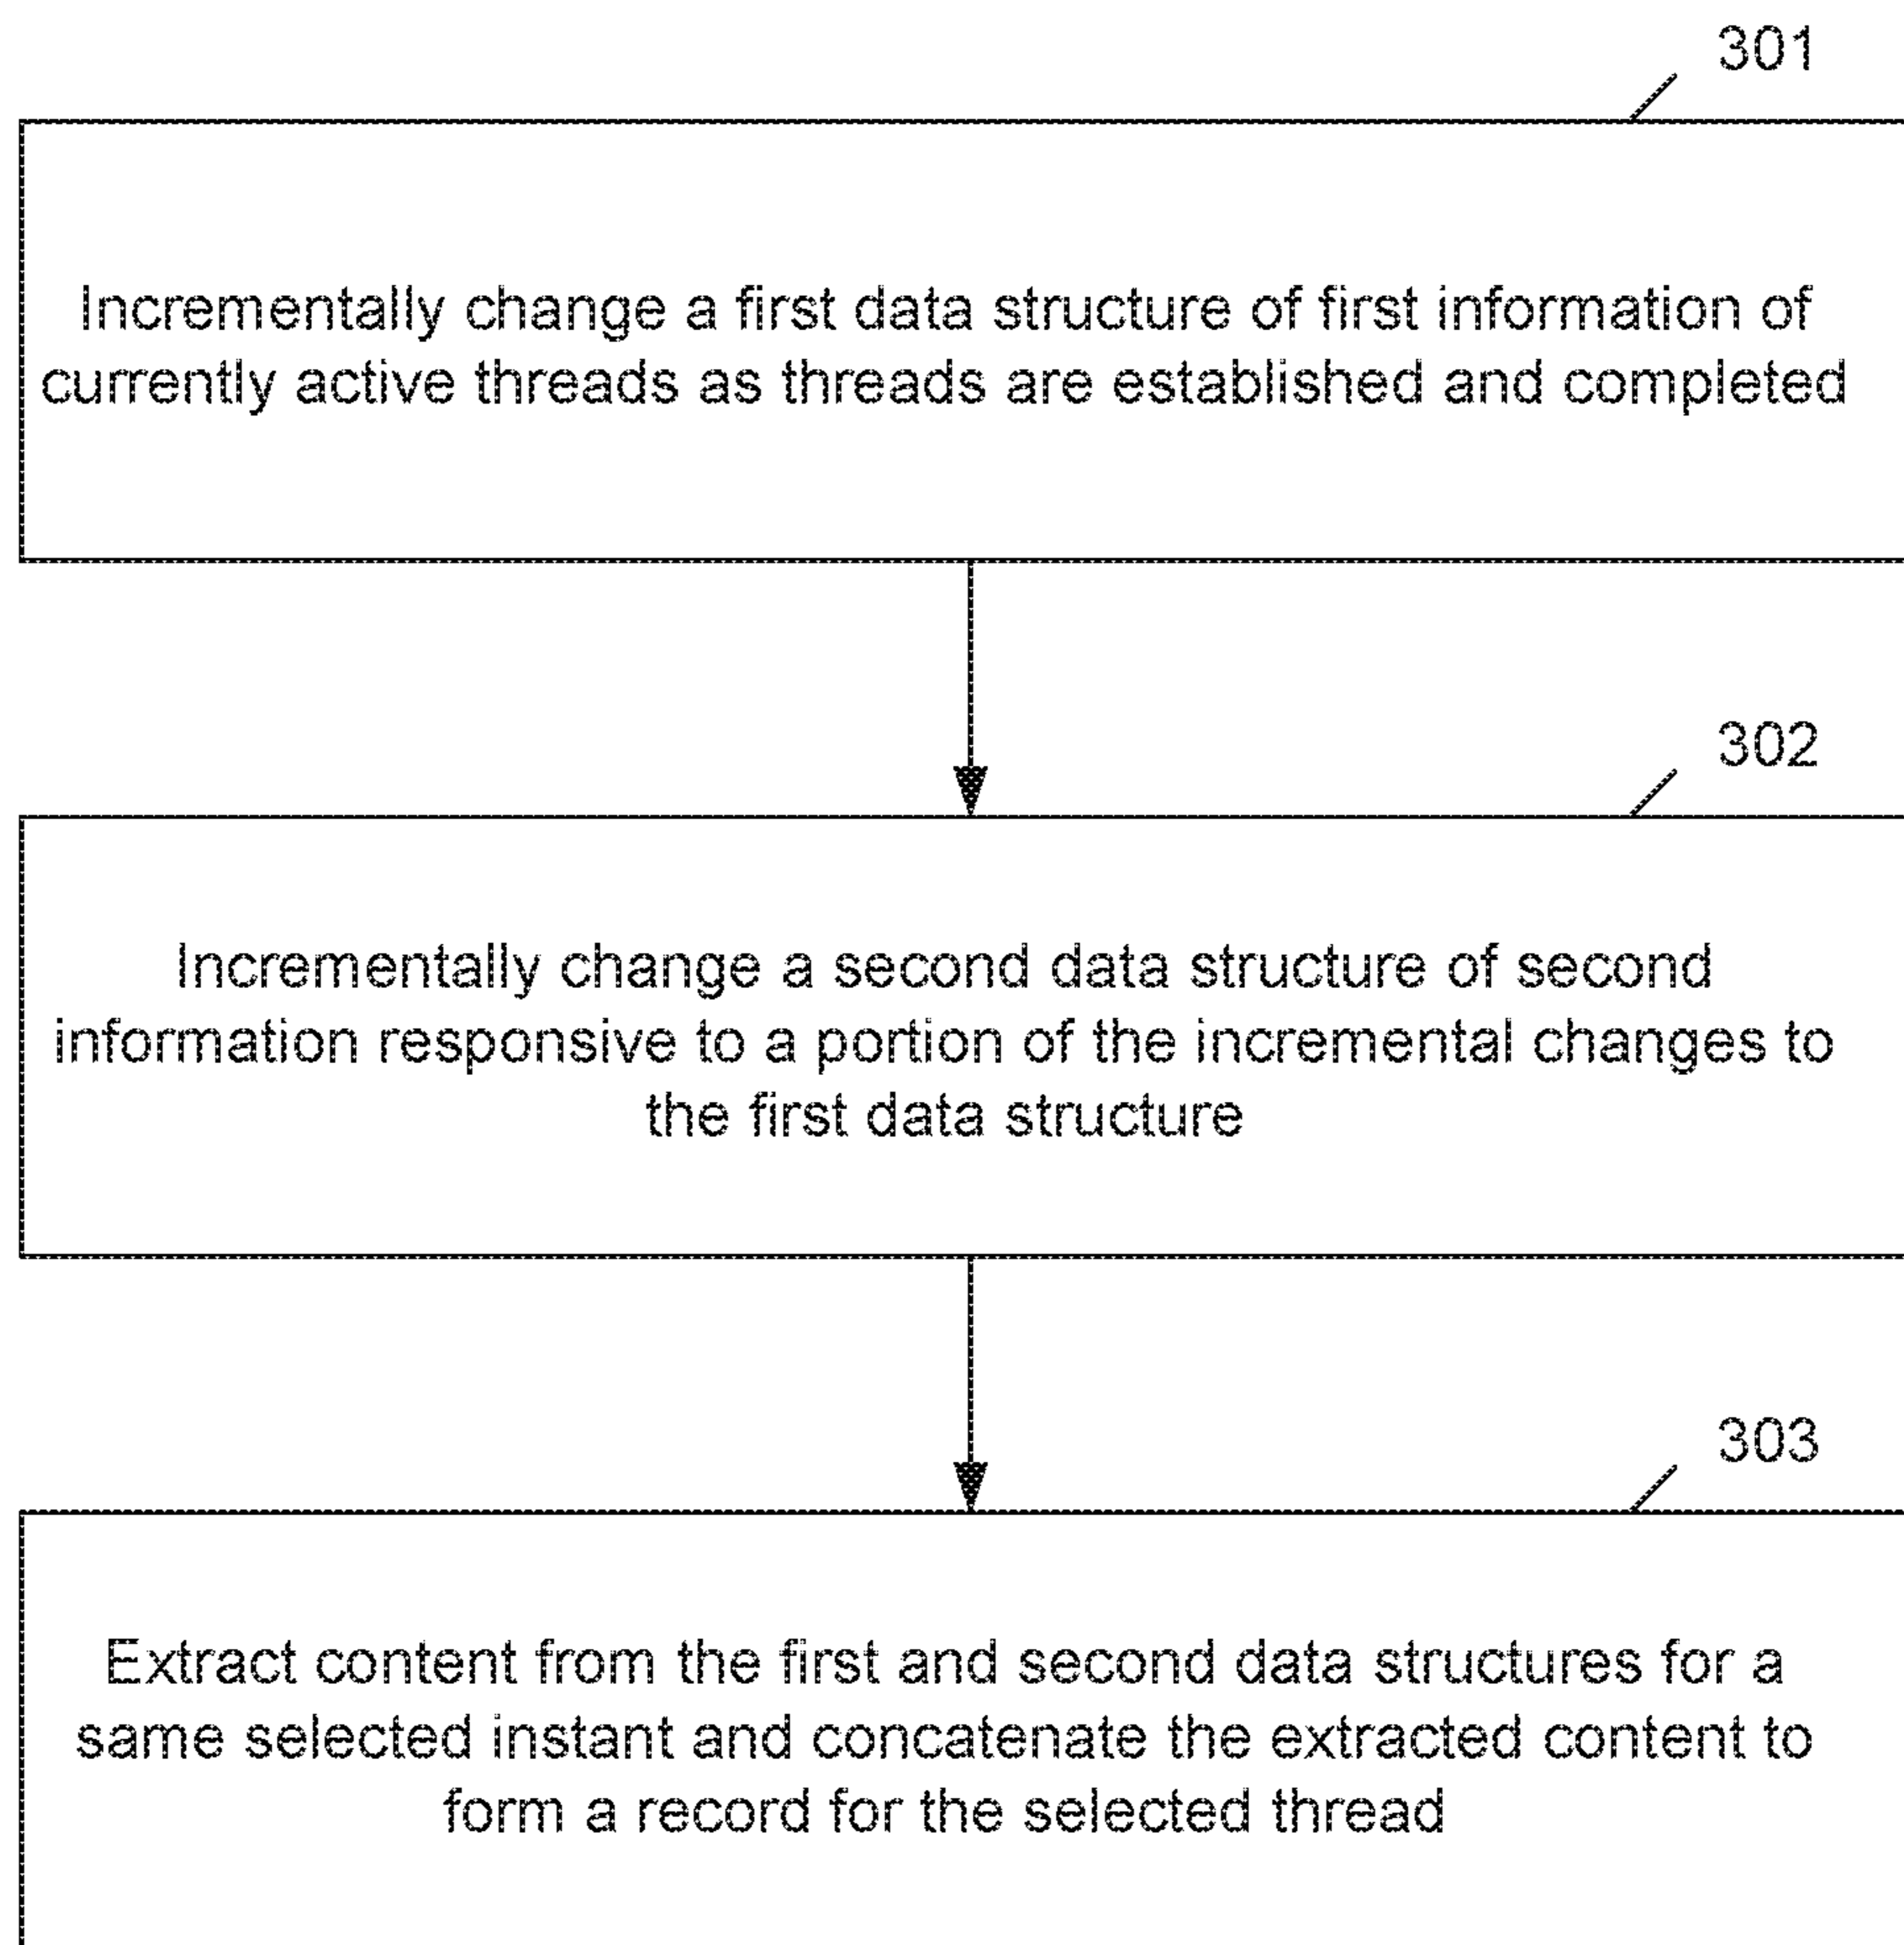 301
Incrementally change a first data structure of first information of
currently active threads as threads are established and completed
302
Incrementally change a second data structure of second
information responsive to a portion of the incremental changes to
the first data structure
303
Extract content from the first and second data structures for a
same selected instant and concatenate the extracted content to
form a record for the selected thread